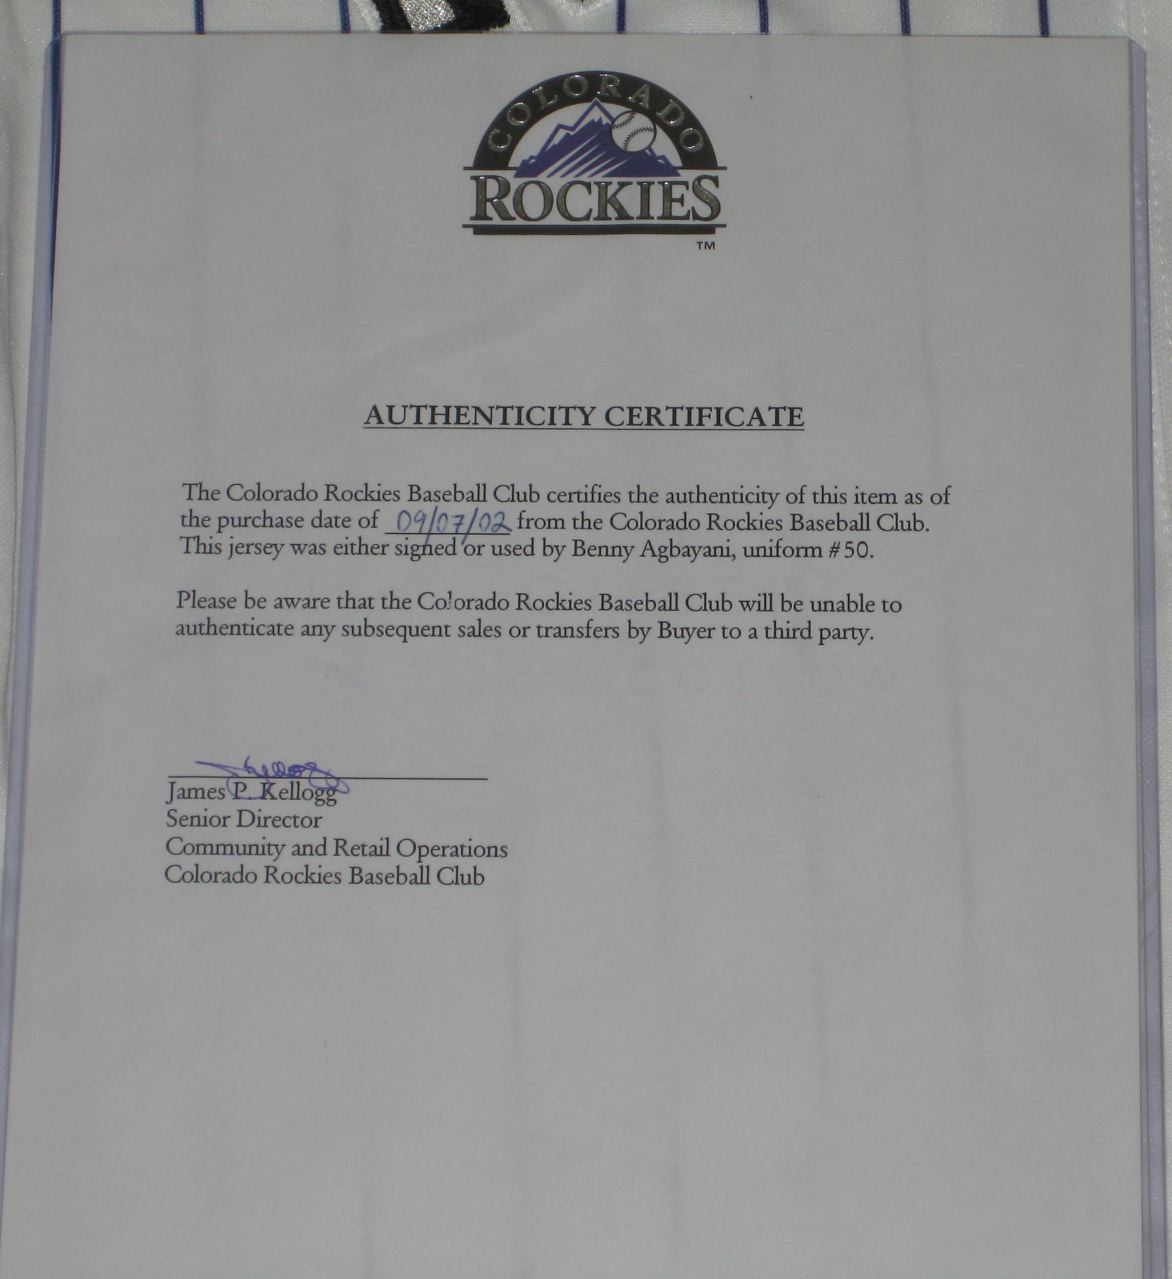 COLORADO
ROCKIES
TM
AUTHENTICITY CERTIFICATE
The Colorado Rockies Baseball Club certifies the authenticity of this item as of
the purchase date of 09/07/02 from the Colorado Rockies Baseball Club.
This jersey was either signed or used by Benny Agbayani, uniform #50.
Please be aware that the Colorado Rockies Baseball Club will be unable to
authenticate any subsequent sales or transfers by Buyer to a third party.
James P. Kellogg
Senior Director
Community and Retail Operations
Colorado Rockies Baseball Club